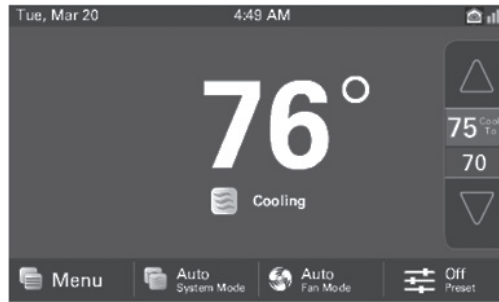 Tue, Mar 20 4:49 AM
76°
75 Cool To
70
Cooling
Menu
Auto
System Mode
Auto
Fan Mode
Off
Preset